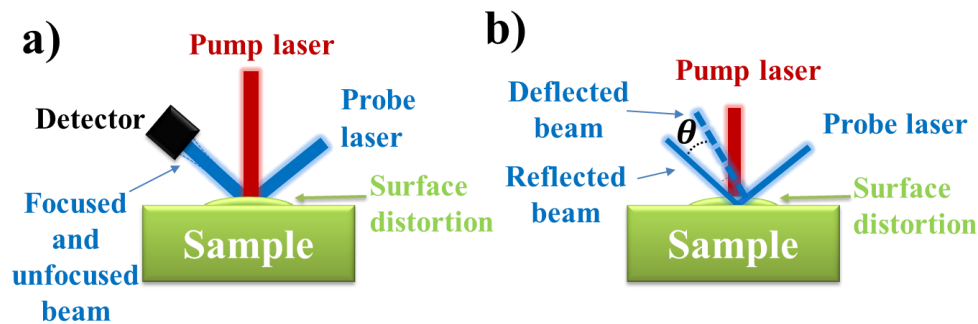 a)
Pump laser
Detector
Probe
laser
Focused
and
unfocused
beam
Surface
distortion
Sample
b)
Pump laser
Deflected
beam
θ
Probe laser
Reflected
beam
Surface
distortion
Sample